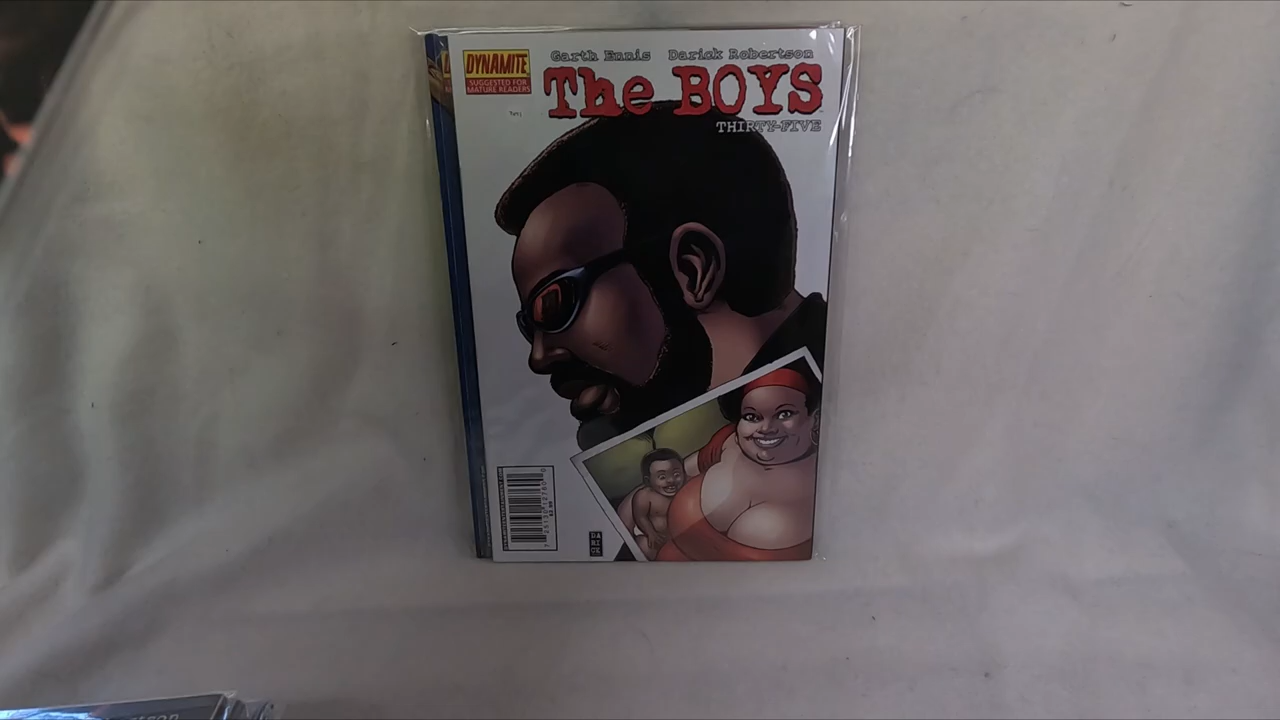 DYNAMITE
SUGGESTED FOR
MATURE READERS
Garth Ennis Darick Robertson
The BOYS
THIRTY-FIVE
DA
RI
CK